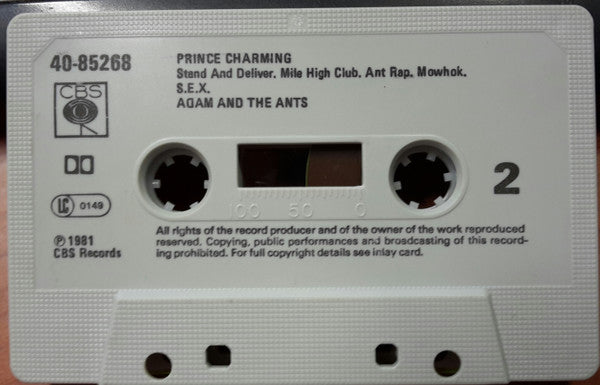 40-85268
PRINCE CHARMING
Stand And Deliver. Mile High Club. Ant Rap. Mowhok.
S.E.X.
ADAM AND THE ANTS
CBS
LC 0149
2
100 50 0
℗ 1981
CBS Records
All rights of the record producer and of the owner of the work reproduced
reserved. Copying, public performances and broadcasting of this record-
ing prohibited. For full copyright details see inlay card.